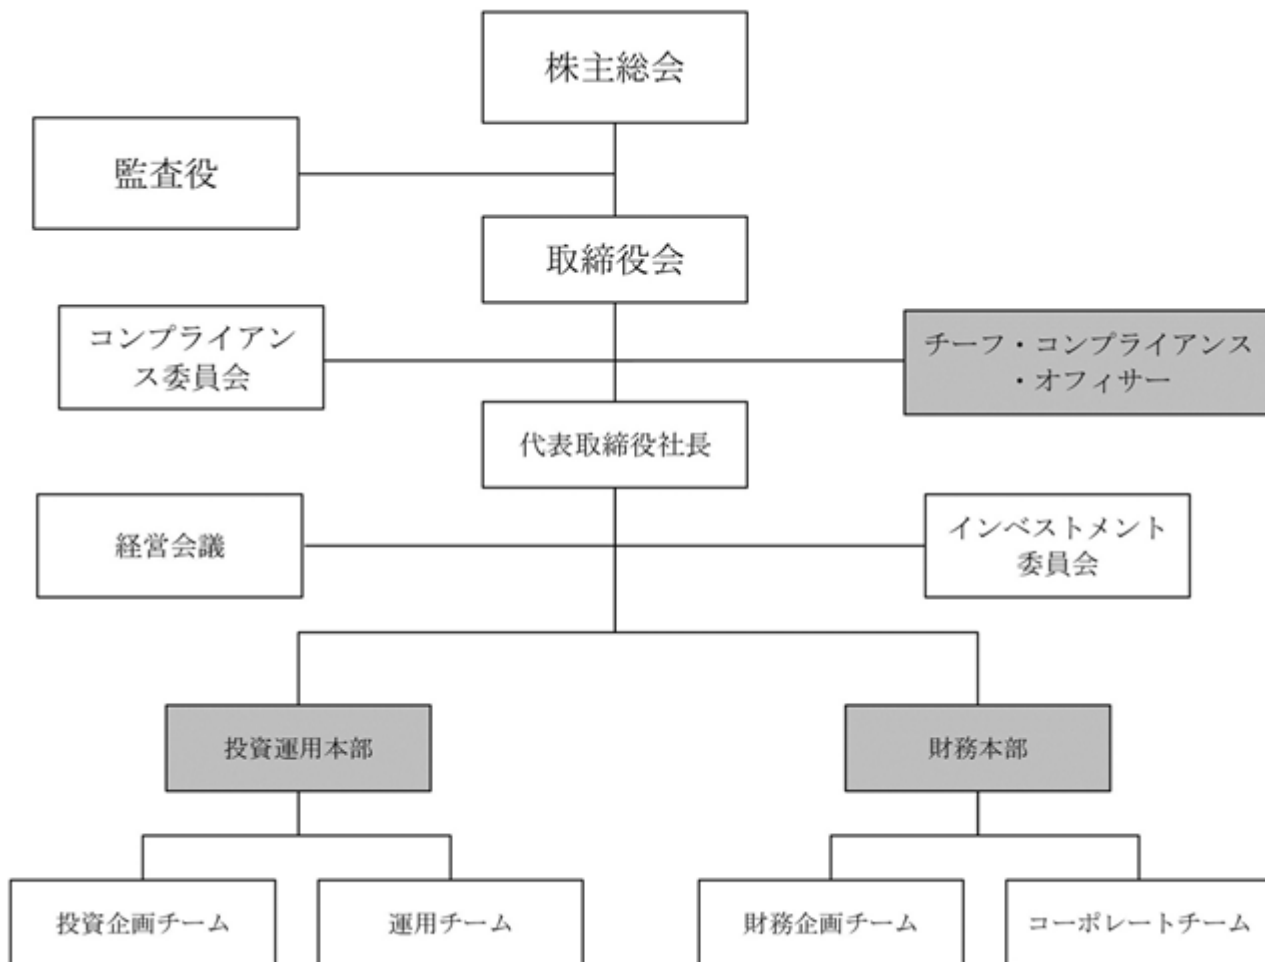 株主総会
監査役
取締役会
コンプライアン
ス委員会
チーフ・コンプライアンス
・オフィサー
代表取締役社長
経営会議
インベストメント
委員会
投資運用本部
財務本部
投資企画チーム
運用チーム
財務企画チーム
コーポレートチーム